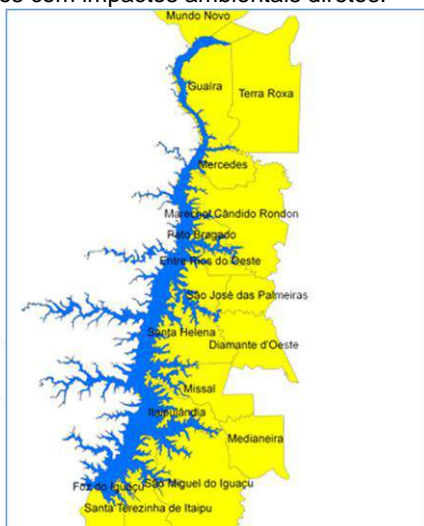 os com impactos ambientais diretos.
Mundo Novo
Guaíra
Terra Roxa
Mercedes
Marechal Cândido Rondon
Pato Bragado
Entre Rios do Oeste
São José das Palmeiras
Santa Helena
Diamante d'Oeste
Missal
Itaipulândia
Medianeira
Foz do Iguaçu
São Miguel do Iguaçu
Santa Terezinha de Itaipu